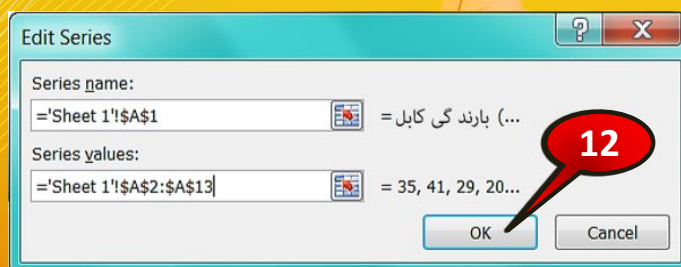 Edit Series
Series name:
='Sheet 1'!$A$1 = بارند گی کابل (...
Series values:
='Sheet 1'!$A$2:$A$13 = 35, 41, 29, 20...
12
OK Cancel